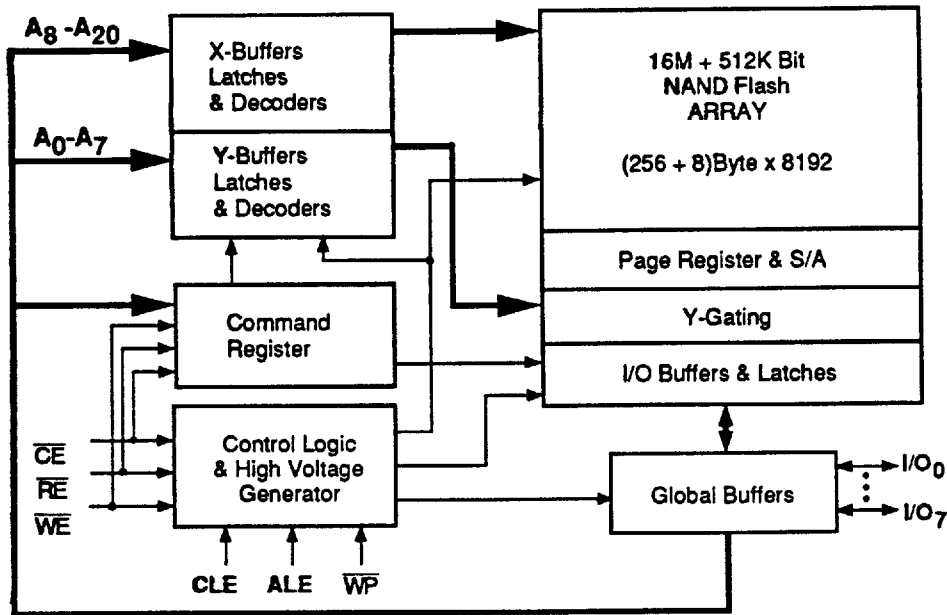 A8 -A20
X-Buffers
Latches
& Decoders
16M + 512K Bit
NAND Flash
ARRAY
(256 + 8)Byte x 8192
A0-A7
Y-Buffers
Latches
& Decoders
Page Register & S/A
Command
Register
Y-Gating
I/O Buffers & Latches
CE
RE
WE
Control Logic
& High Voltage
Generator
Global Buffers
I/O0
I/O7
CLE
ALE
WP